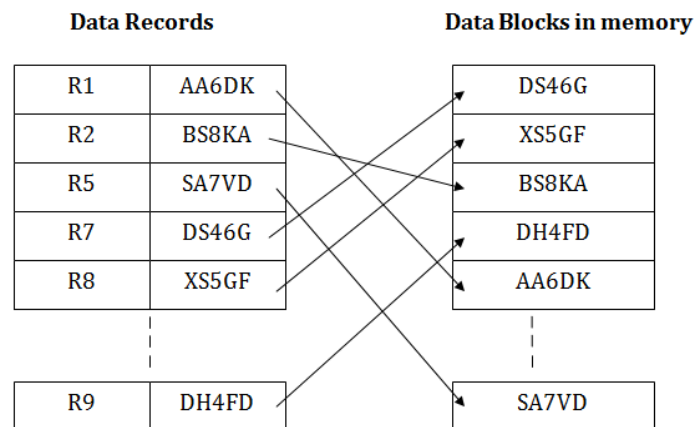 Data Records Data Blocks in memory
R1 AA6DK DS46G
R2 BS8KA XS5GF
R5 SA7VD BS8KA
R7 DS46G DH4FD
R8 XS5GF AA6DK
R9 DH4FD SA7VD